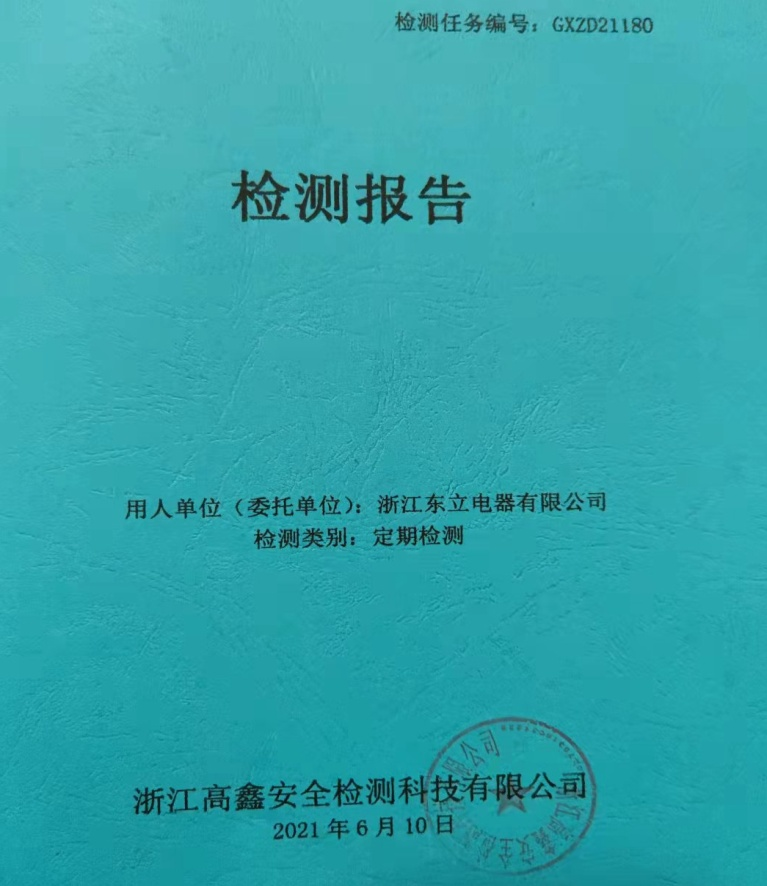 检测任务编号：GXZD21180
检测报告
用人单位（委托单位）：浙江东立电器有限公司
检测类别：定期检测
浙江高鑫安全检测科技有限公司
2021年6月10日